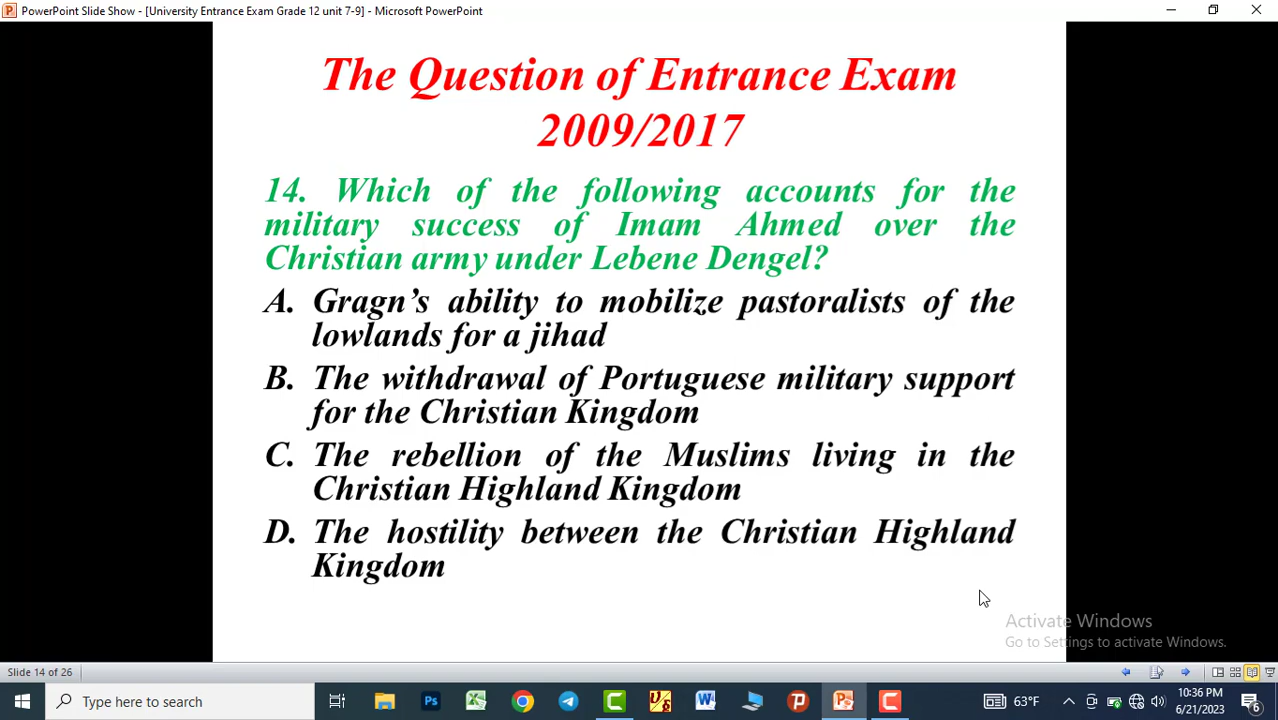 PowerPoint Slide Show - [University Entrance Exam Grade 12 unit 7-9] - Microsoft PowerPoint
The Question of Entrance Exam
2009/2017
14. Which of the following accounts for the
military success of Imam Ahmed over the
Christian army under Lebene Dengel?
A. Gragn’s ability to mobilize pastoralists of the
lowlands for a jihad
B. The withdrawal of Portuguese military support
for the Christian Kingdom
C. The rebellion of the Muslims living in the
Christian Highland Kingdom
D. The hostility between the Christian Highland
Kingdom
Activate Windows
Go to Settings to activate Windows.
Slide 14 of 26
Type here to search
63°F
10:36 PM
6/21/2023
6